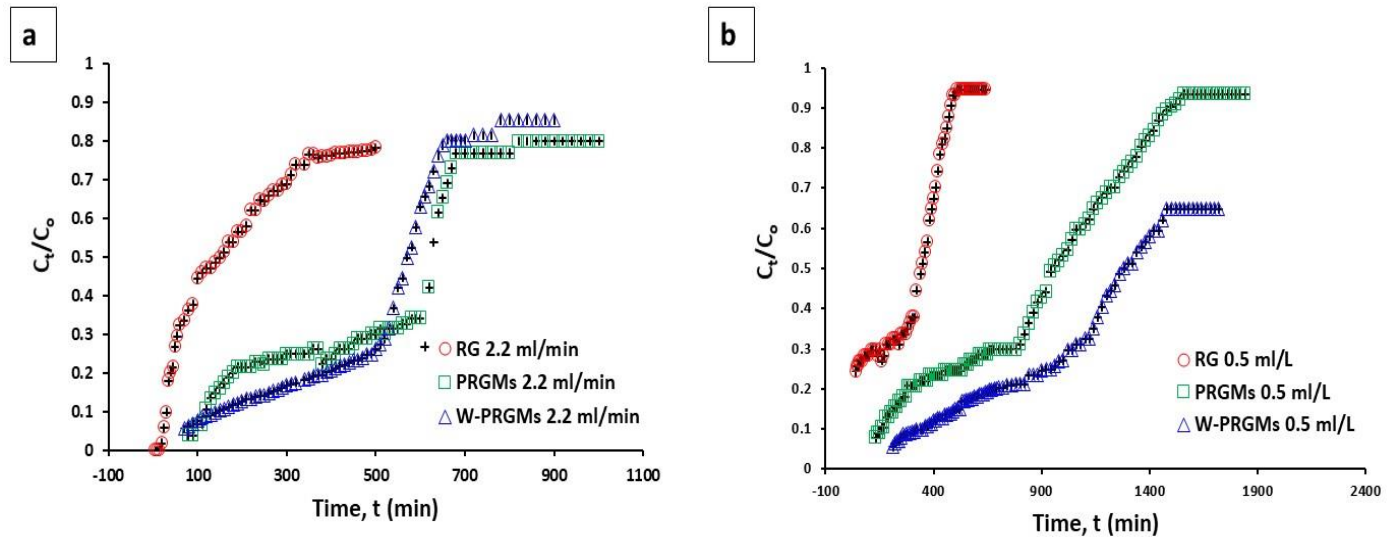 a
1
0.9
0.8
0.7
0.6
0.5
0.4
0.3
0.2
0.1
0
Ct/Co
-100 100 300 500 700 900 1100
Time, t (min)
RG 2.2 ml/min
PRGMs 2.2 ml/min
W-PRGMs 2.2 ml/min
b
1
0.9
0.8
0.7
0.6
0.5
0.4
0.3
0.2
0.1
0
Ct/Co
-100 400 900 1400 1900 2400
Time, t (min)
RG 0.5 ml/L
PRGMs 0.5 ml/L
W-PRGMs 0.5 ml/L